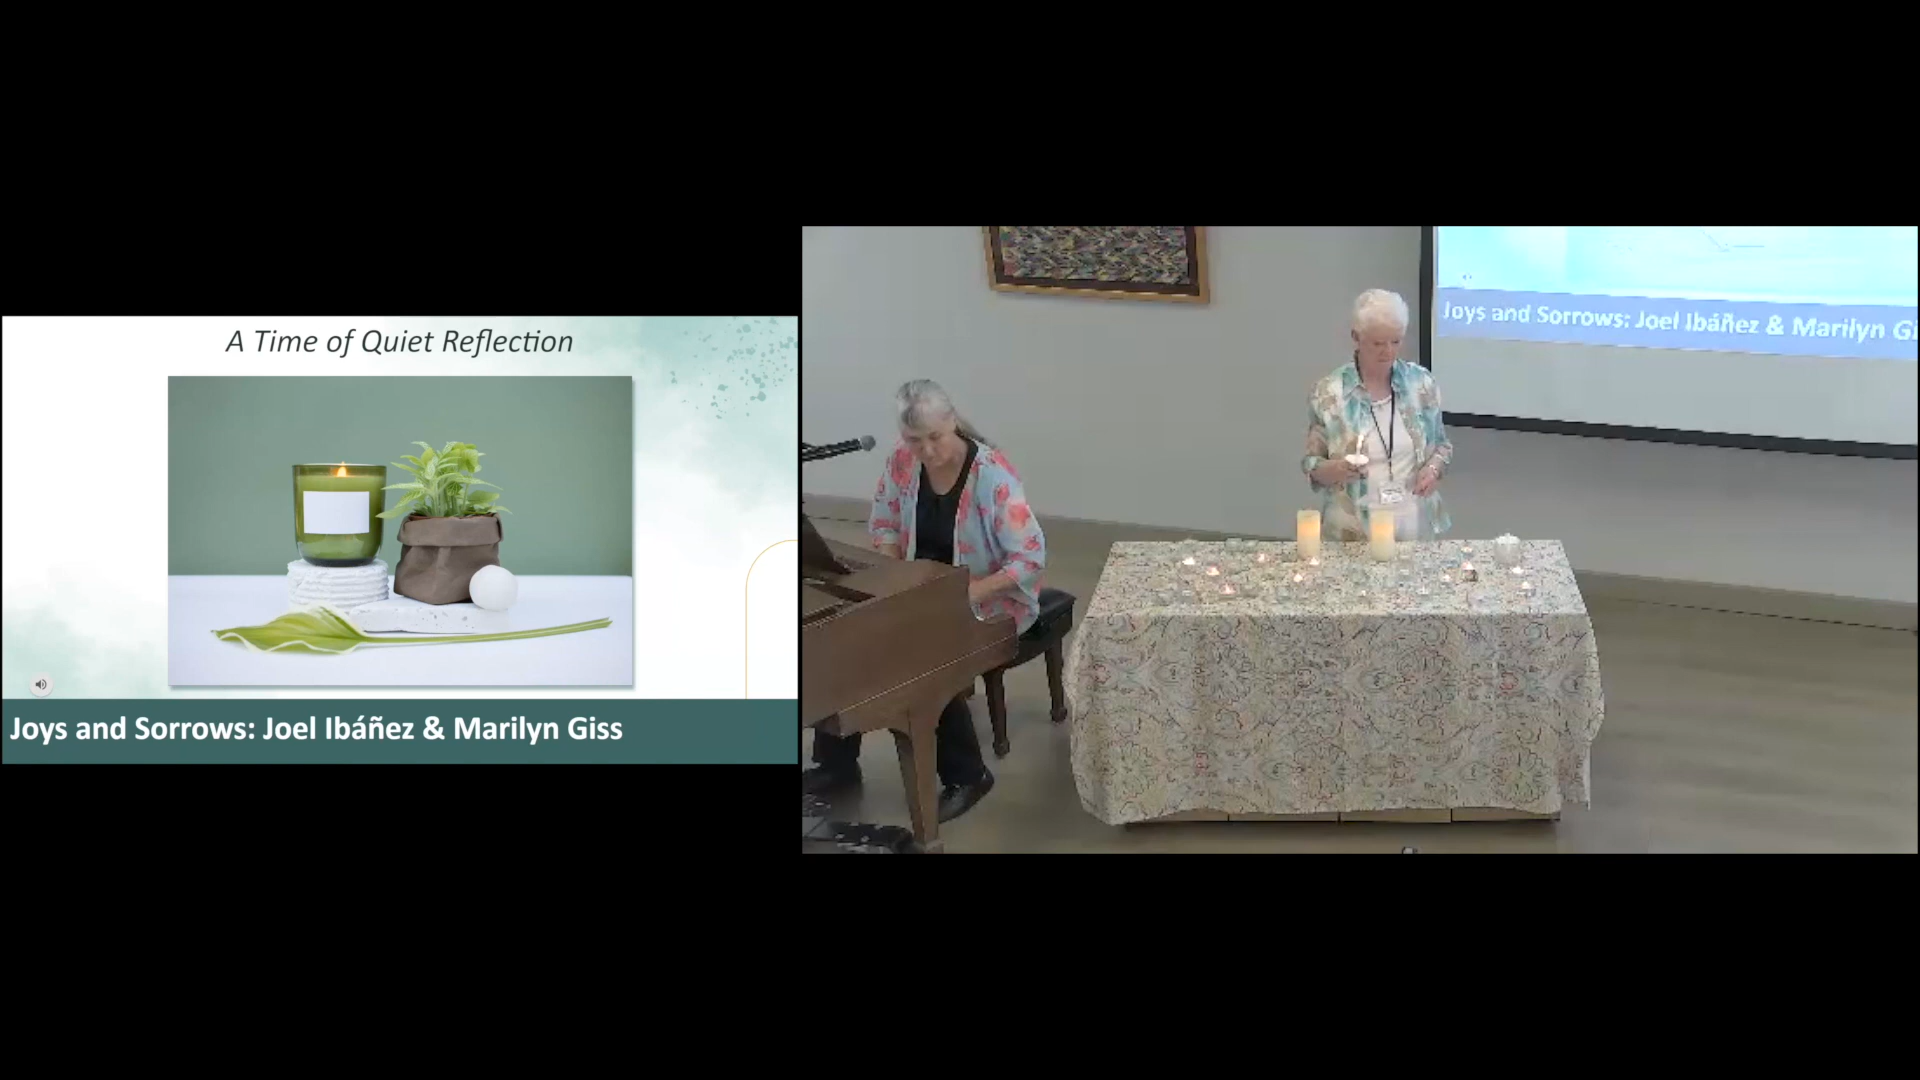 A Time of Quiet Reflection
Joys and Sorrows: Joel Ibáñez & Marilyn Giss
Joys and Sorrows: Joel Ibáñez & Marilyn Gi